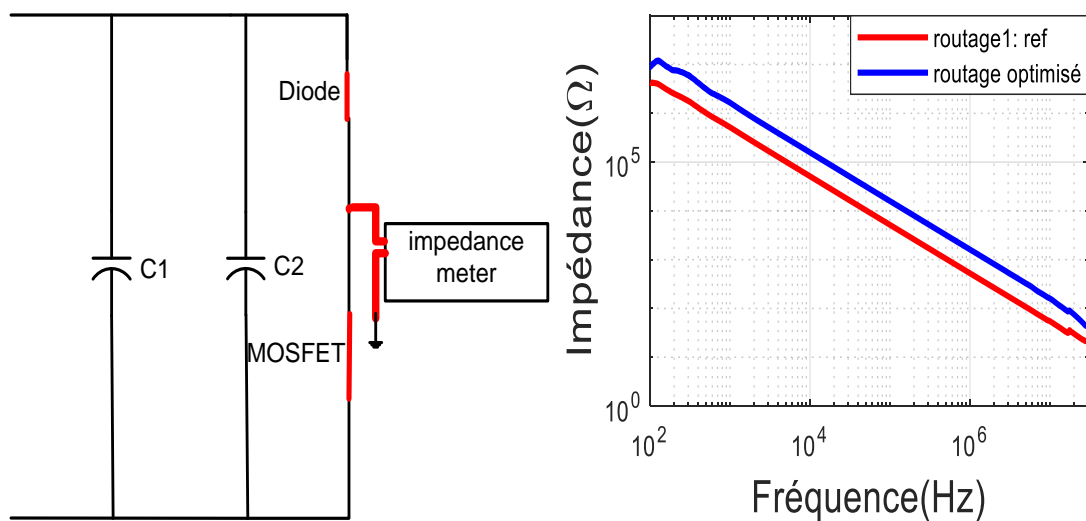 Diode
C1
C2
impedance
meter
MOSFET
routage1: ref
routage optimisé
Impédance(Ω)
10^5
10^0
10^2
10^4
10^6
Fréquence(Hz)